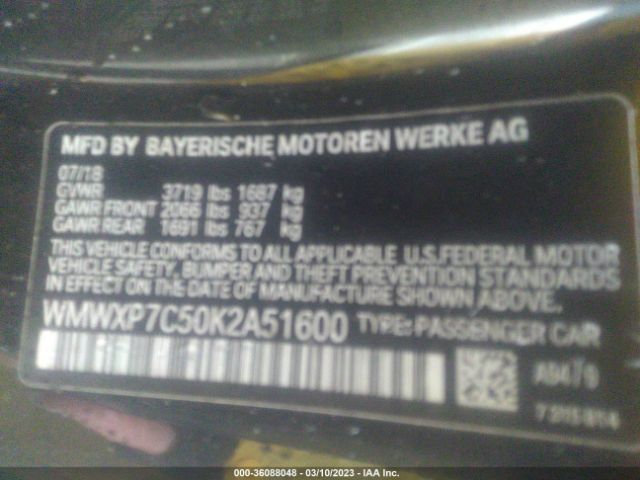 MFD BY BAYERISCHE MOTOREN WERKE AG
07/18
GVWR 3719 lbs 1687 kg
GAWR FRONT 2066 lbs 937 kg
GAWR REAR 1691 lbs 767 kg
THIS VEHICLE CONFORMS TO ALL APPLICABLE U.S.FEDERAL MOTOR
VEHICLE SAFETY, BUMPER AND THEFT PREVENTION STANDARDS
IN EFFECT ON THE DATE OF MANUFACTURE SHOWN ABOVE.
WMWXP7C50K2A51600 TYPE: PASSENGER CAR
000-36088048 - 03/10/2023 - IAA Inc.